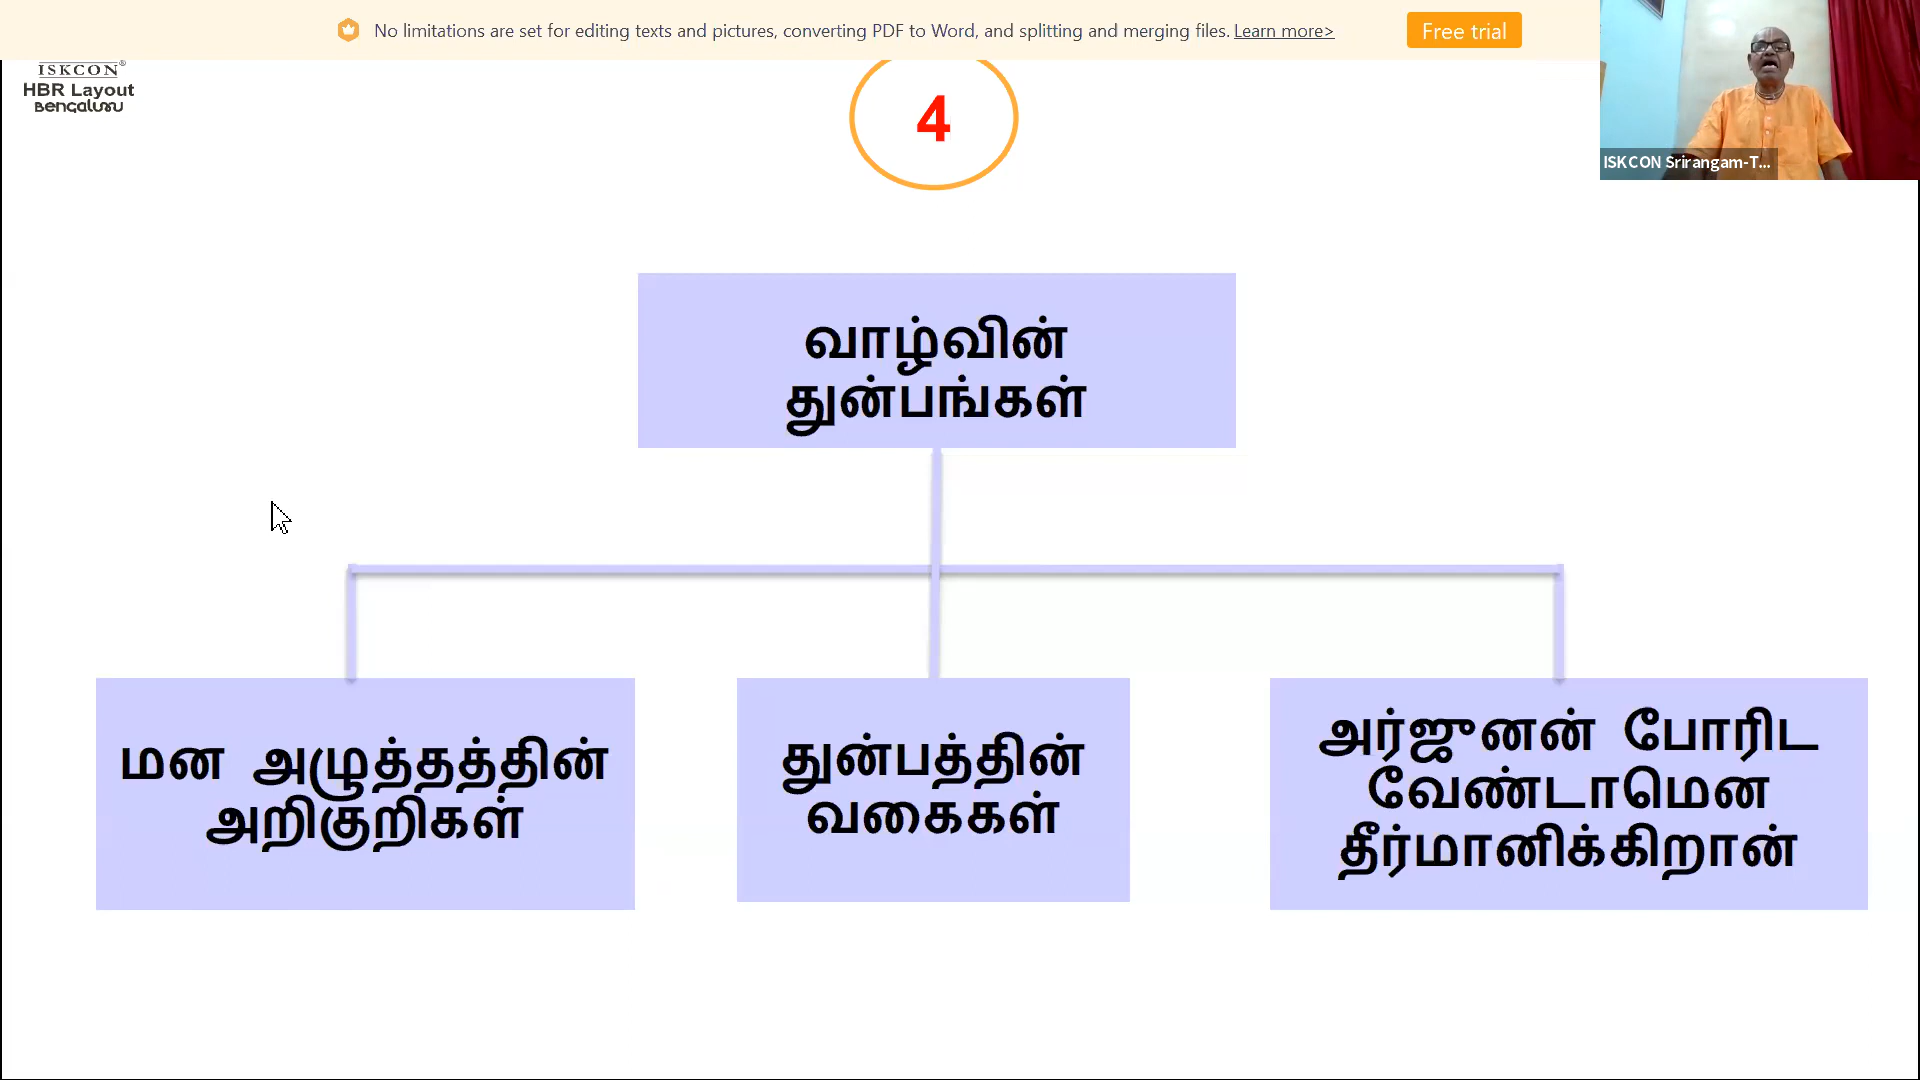 No limitations are set for editing texts and pictures, converting PDF to Word, and splitting and merging files. Learn more>
Free trial
ISKCON®
HBR Layout
Bengaluru
4
ISKCON Srirangam-T...
வாழ்வின்
துன்பங்கள்
மன அழுத்தத்தின்
அறிகுறிகள்
துன்பத்தின்
வகைகள்
அர்ஜுனன் போரிட
வேண்டாமென
தீர்மானிக்கிறான்